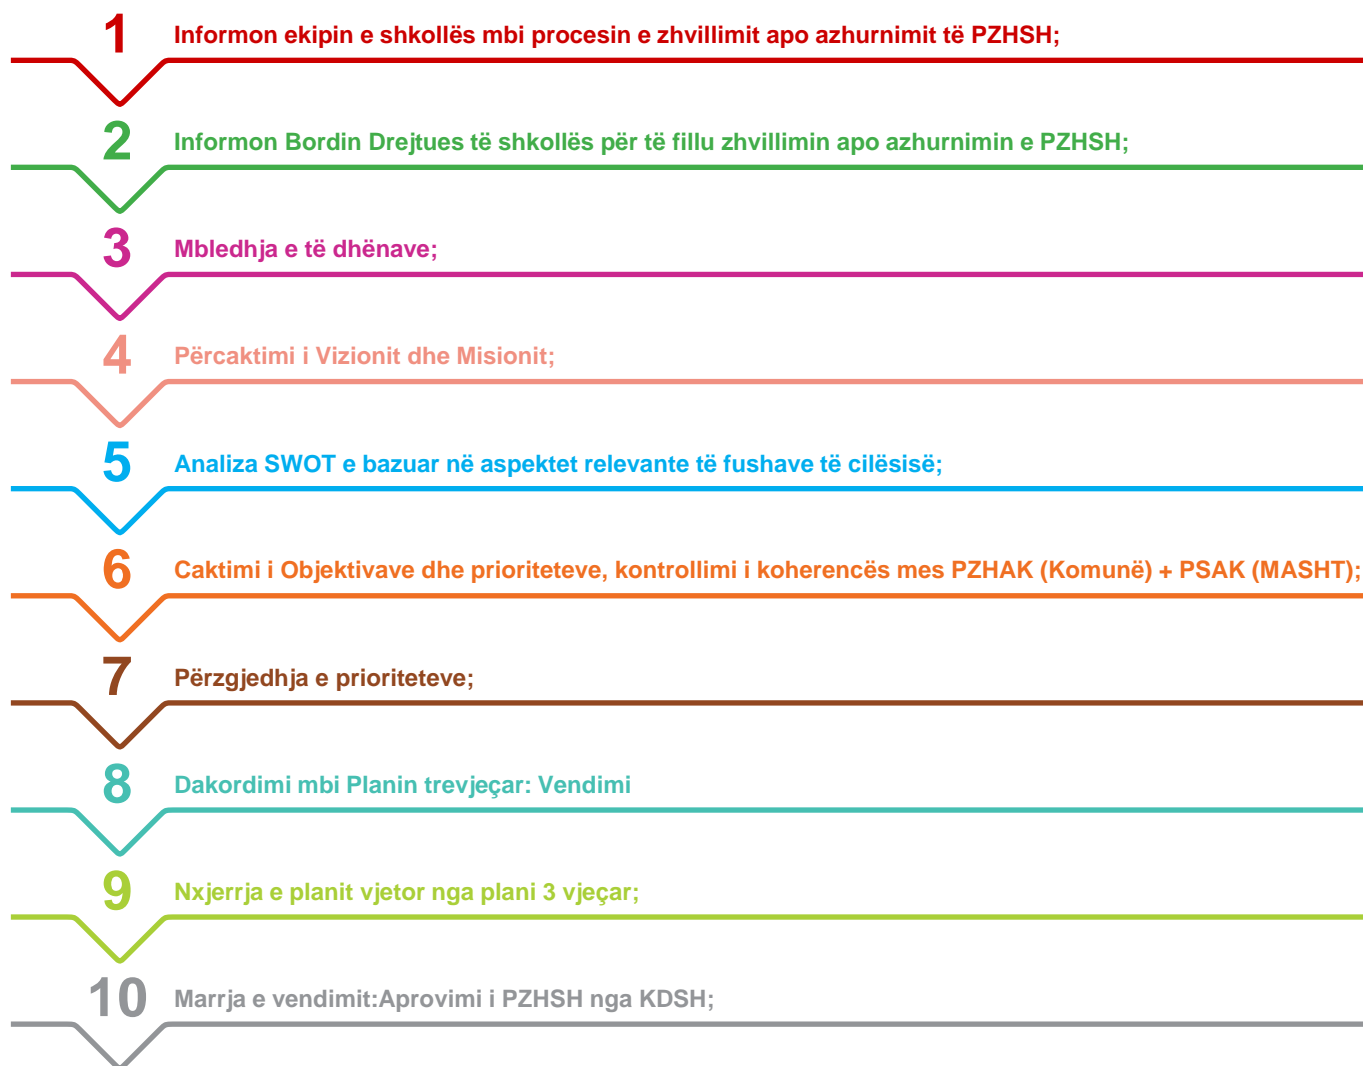 1 Informon ekipin e shkollës mbi procesin e zhvillimit apo azhurnimit të PZHSH;
2 Informon Bordin Drejtues të shkollës për të fillu zhvillimin apo azhurnimin e PZHSH;
3 Mbledhja e të dhënave;
4 Përcaktimi i Vizionit dhe Misionit;
5 Analiza SWOT e bazuar në aspektet relevante të fushave të cilësisë;
6 Caktimi i Objektivave dhe prioriteteve, kontrollimi i koherencës mes PZHAK (Komunë) + PSAK (MASHT);
7 Përzgjedhja e prioriteteve;
8 Dakordimi mbi Planin trevjeçar: Vendimi
9 Nxjerrja e planit vjetor nga plani 3 vjeçar;
10 Marrja e vendimit:Aprovimi i PZHSH nga KDSH;